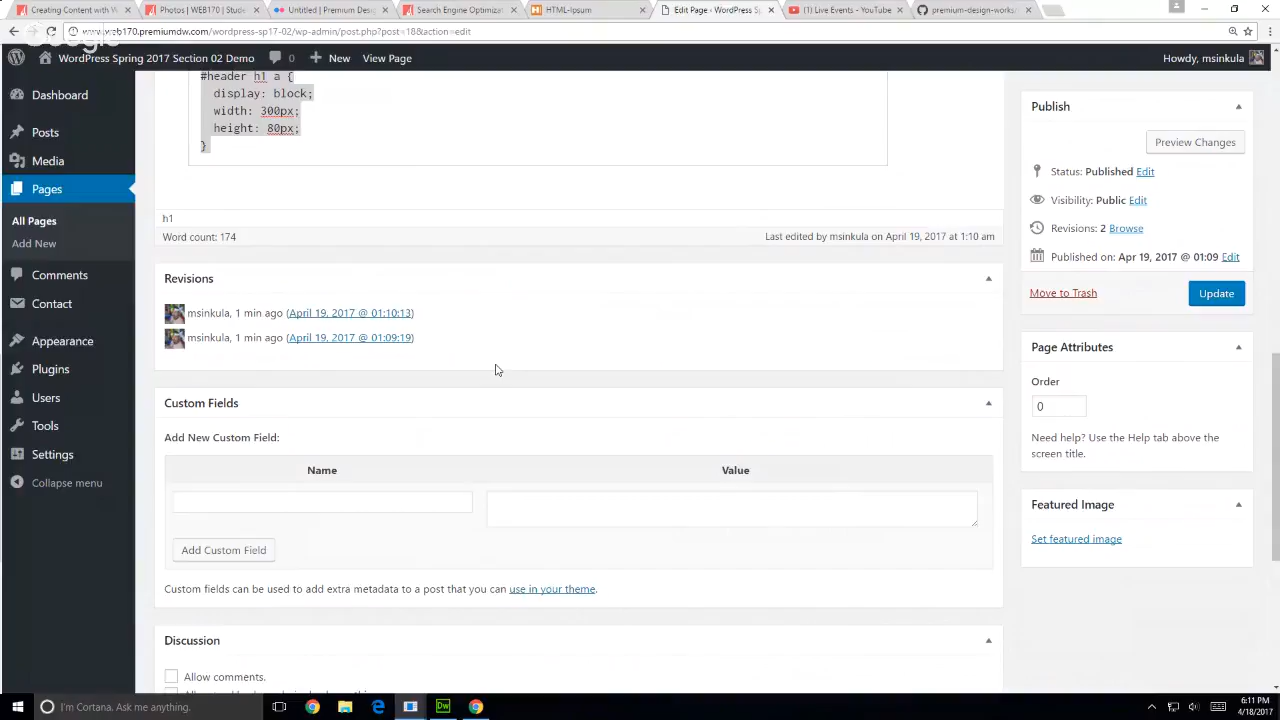 Creating Content with W
Photos | WEB170 | Stude
Untitled | Premium Desig
Search Engine Optimizat
HTML-Ipsum
Edit Page ‹ WordPress Sp
(1) Live Events - YouTube
premium-design-works
www.web170.premiumdw.com/wordpress-sp17-02/wp-admin/post.php?post=18&action=edit
Google
WordPress Spring 2017 Section 02 Demo
0
New
View Page
Howdy, msinkula
Dashboard
Posts
Media
Pages
All Pages
Add New
Comments
Contact
Appearance
Plugins
Users
Tools
Settings
Collapse menu
#header h1 a {
display: block;
width: 300px;
height: 80px;
}
h1
Word count: 174
Last edited by msinkula on April 19, 2017 at 1:10 am
Revisions
msinkula, 1 min ago (April 19, 2017 @ 01:10:13)
msinkula, 1 min ago (April 19, 2017 @ 01:09:19)
Custom Fields
Add New Custom Field:
Name
Value
Add Custom Field
Custom fields can be used to add extra metadata to a post that you can use in your theme.
Discussion
Allow comments.
Publish
Preview Changes
Status: Published Edit
Visibility: Public Edit
Revisions: 2 Browse
Published on: Apr 19, 2017 @ 01:09 Edit
Move to Trash
Update
Page Attributes
Order
0
Need help? Use the Help tab above the
screen title.
Featured Image
Set featured image
I'm Cortana. Ask me anything.
Dw
6:11 PM
4/18/2017